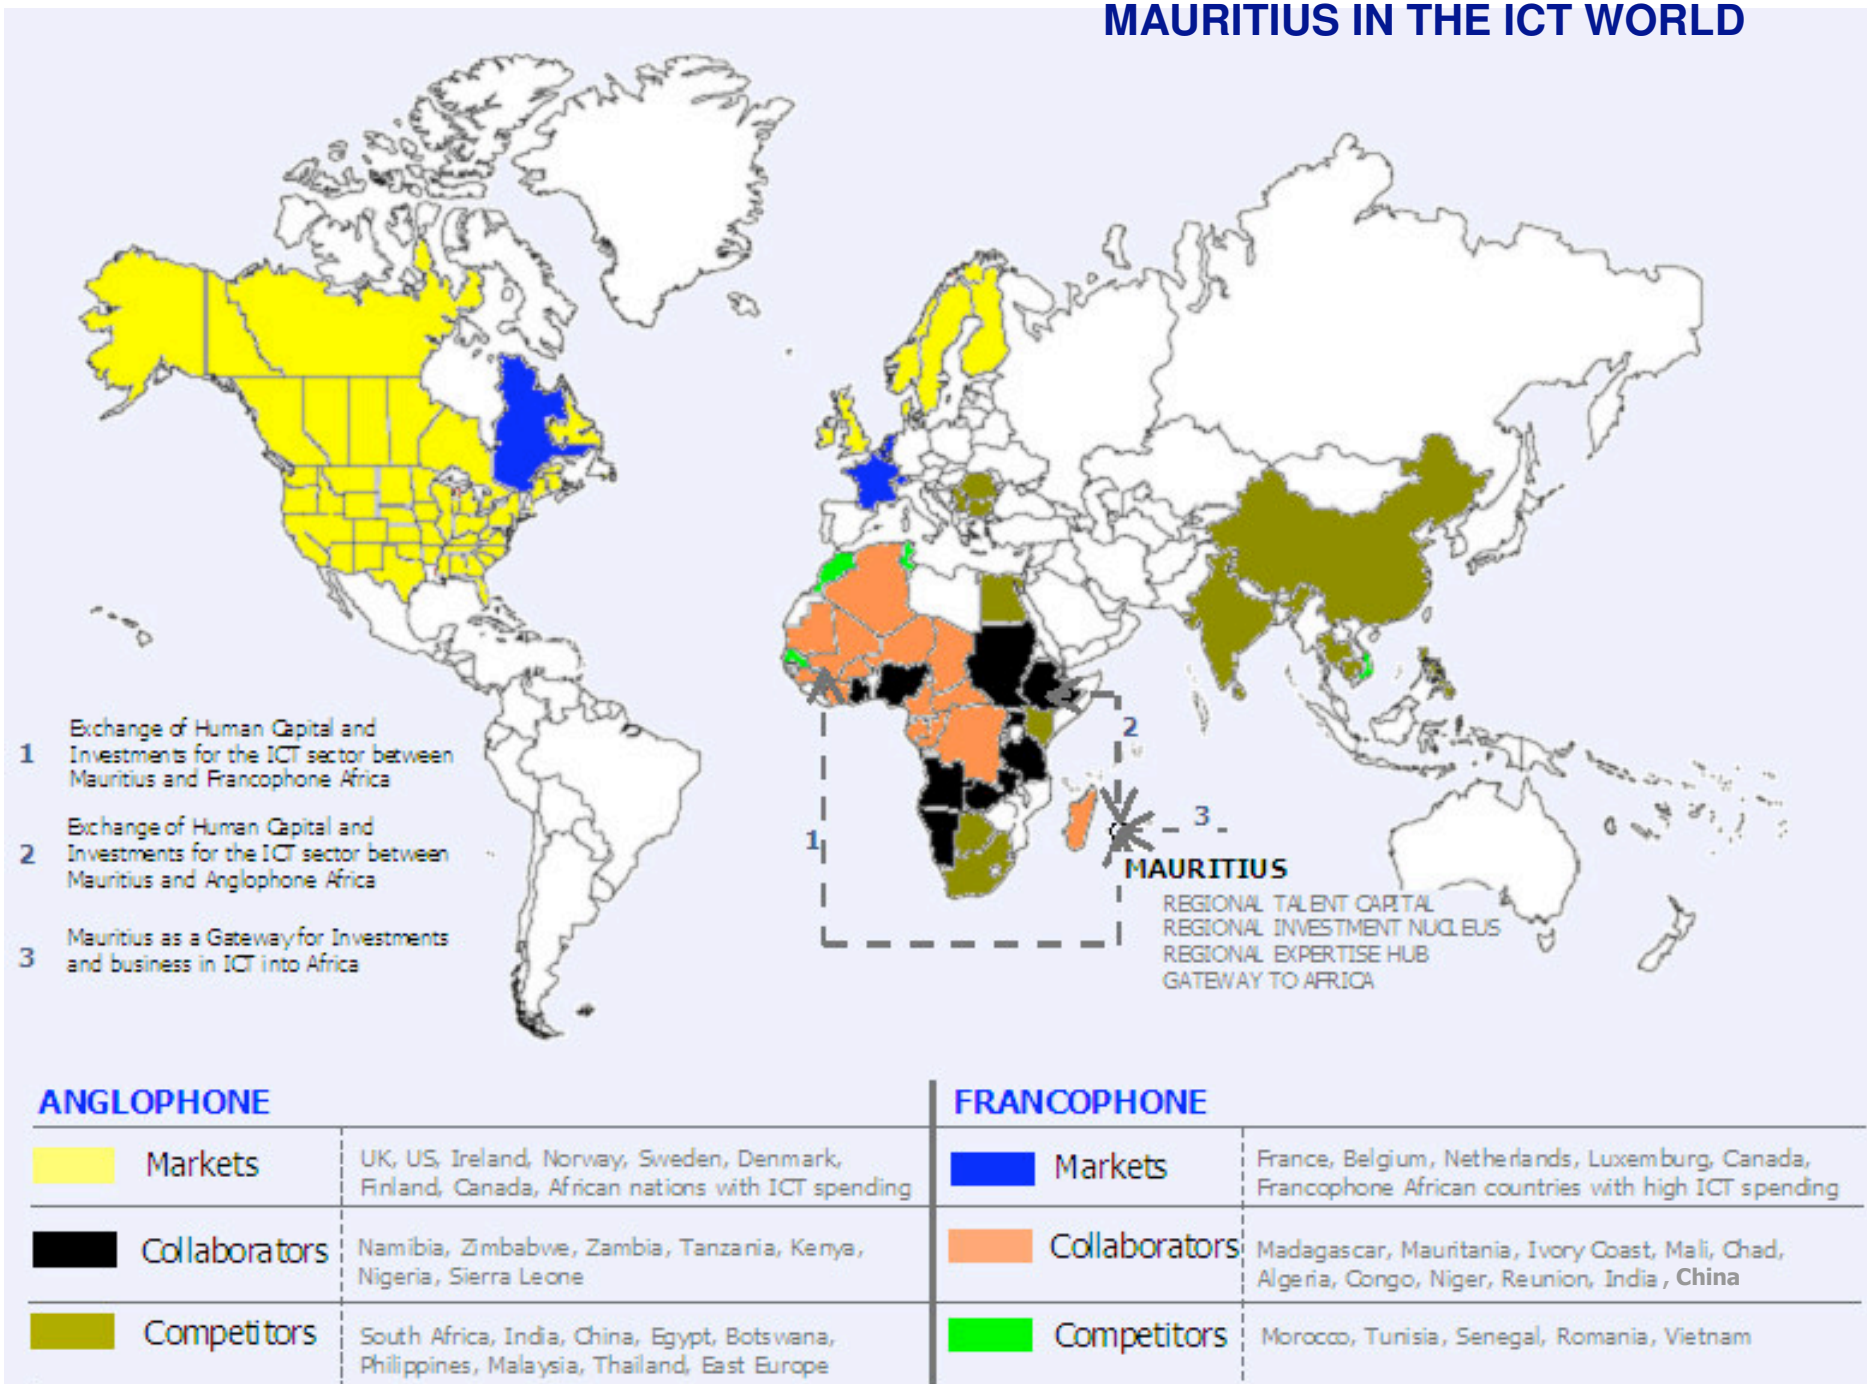 MAURITIUS IN THE ICT WORLD
1
Exchange of Human Capital and
Investments for the ICT sector between
Mauritius and Francophone Africa
2
Exchange of Human Capital and
Investments for the ICT sector between
Mauritius and Anglophone Africa
3
Mauritius as a Gateway for Investments
and business in ICT into Africa
2
3
1
MAURITIUS
REGIONAL TALENT CAPITAL
REGIONAL INVESTMENT NUCLEUS
REGIONAL EXPERTISE HUB
GATEWAY TO AFRICA
ANGLOPHONE
Markets
UK, US, Ireland, Norway, Sweden, Denmark,
Finland, Canada, African nations with ICT spending
Collaborators
Namibia, Zimbabwe, Zambia, Tanzania, Kenya,
Nigeria, Sierra Leone
Competitors
South Africa, India, China, Egypt, Botswana,
Philippines, Malaysia, Thailand, East Europe
FRANCOPHONE
Markets
France, Belgium, Netherlands, Luxemburg, Canada,
Francophone African countries with high ICT spending
Collaborators
Madagascar, Mauritania, Ivory Coast, Mali, Chad,
Algeria, Congo, Niger, Reunion, India, China
Competitors
Morocco, Tunisia, Senegal, Romania, Vietnam